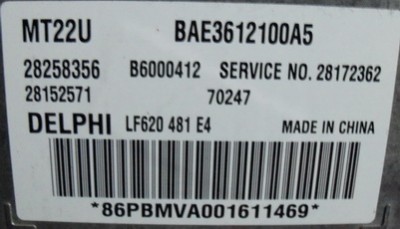 MT22U BAE3612100A5
28258356 B6000412 SERVICE NO. 28172362
28152571 70247
DELPHI LF620 481 E4 MADE IN CHINA
*86PBMVA001611469*